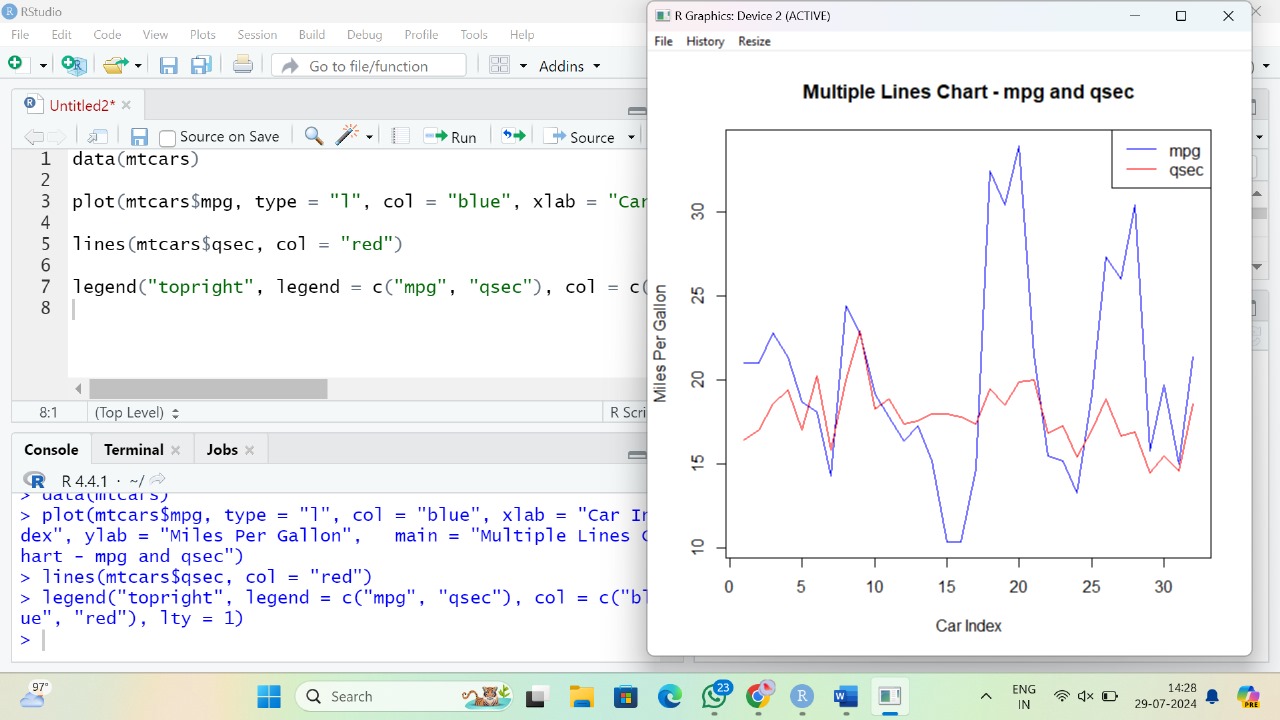 RStudio
File Edit Code View Plots Session Build Debug Profile Tools Help
Go to file/function Addins
Untitled2*
Source on Save Run Source
1 data(mtcars)
2
3 plot(mtcars$mpg, type = "l", col = "blue", xlab = "Car
4
5 lines(mtcars$qsec, col = "red")
6
7 legend("topright", legend = c("mpg", "qsec"), col = c(
8
8:1 (Top Level) R Scri
Console Terminal Jobs
R 4.4.1 · ~/
> data(mtcars)
> plot(mtcars$mpg, type = "l", col = "blue", xlab = "Car In
dex", ylab = "Miles Per Gallon", main = "Multiple Lines C
hart - mpg and qsec")
> lines(mtcars$qsec, col = "red")
> legend("topright", legend = c("mpg", "qsec"), col = c("bl
ue", "red"), lty = 1)
>
R Graphics: Device 2 (ACTIVE)
File History Resize
Multiple Lines Chart - mpg and qsec
mpg
qsec
Miles Per Gallon
30
25
20
15
10
0 5 10 15 20 25 30
Car Index
97°
Search
23
ENG
IN
14:28
29-07-2024
PRE